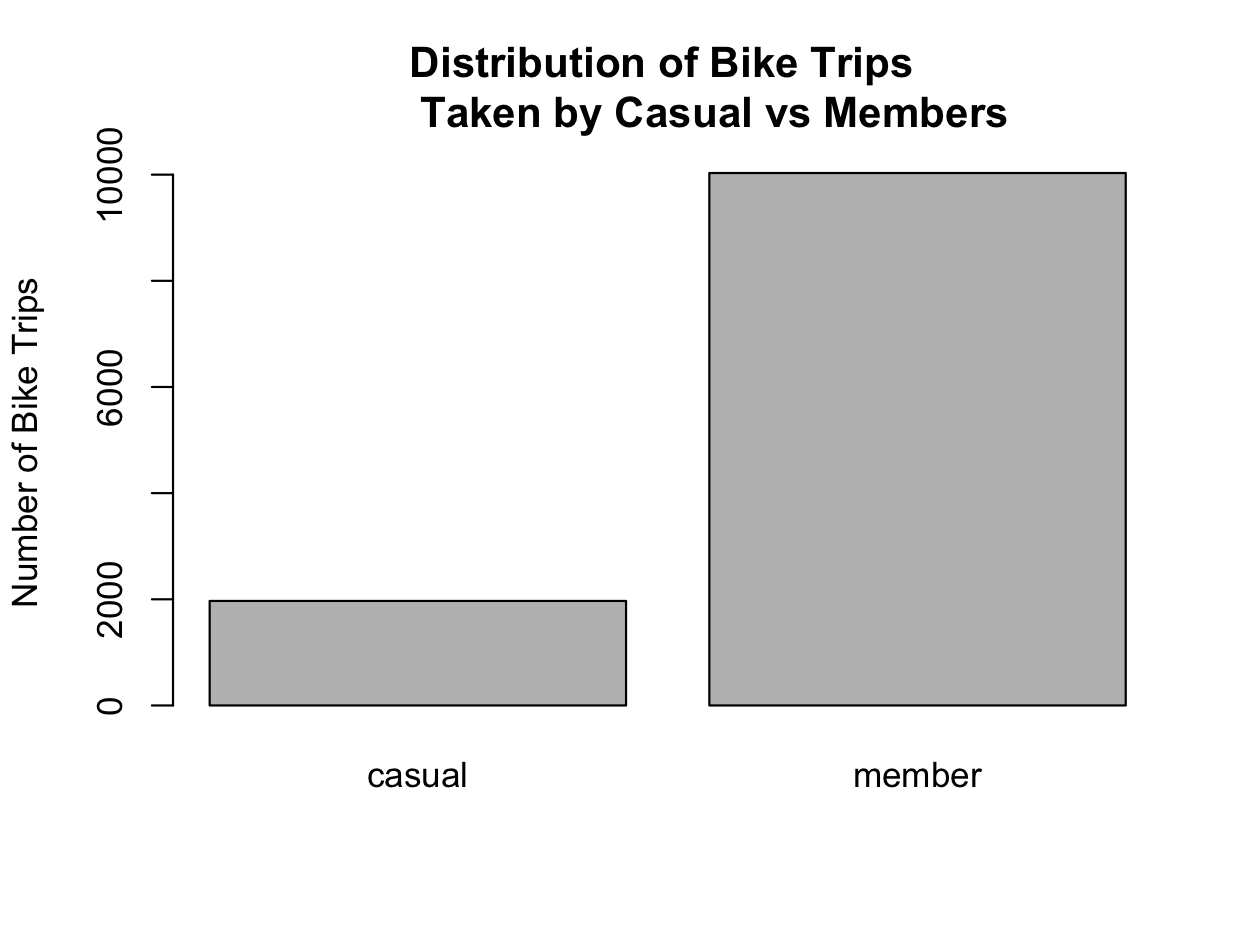 Distribution of Bike Trips
Taken by Casual vs Members
Number of Bike Trips
10000
6000
2000
0
casual
member